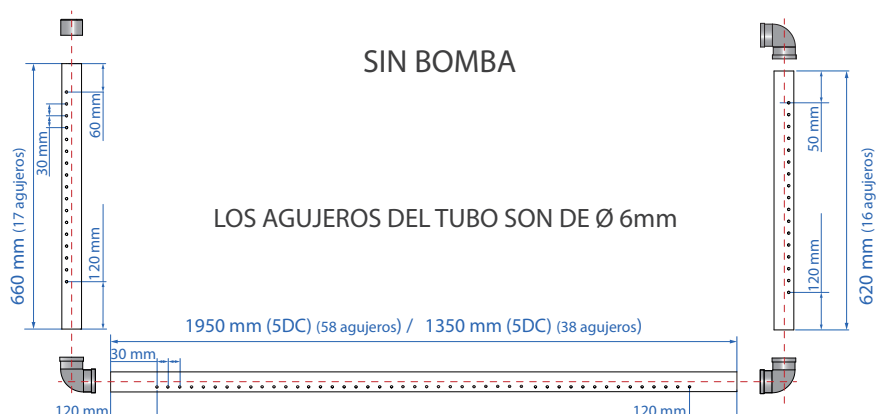 SIN BOMBA
660 mm (17 agujeros)
30 mm
60 mm
120 mm
LOS AGUJEROS DEL TUBO SON DE Ø 6mm
50 mm
120 mm
620 mm (16 agujeros)
1950 mm (5DC) (58 agujeros) / 1350 mm (5DC) (38 agujeros)
30 mm
120 mm
120 mm